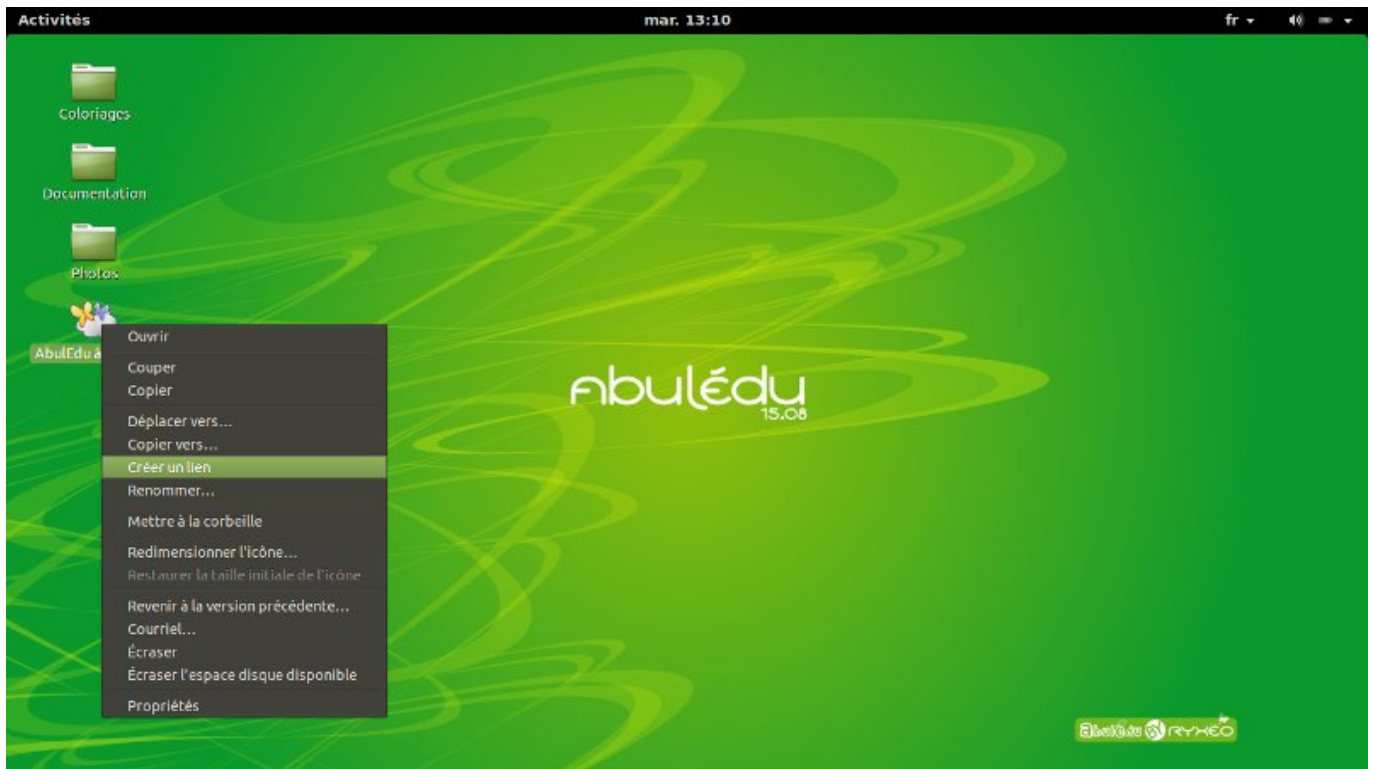 Activités
mar. 13:10
fr
Coloriages
Documentation
Photos
AbulEdu à
Ouvrir
Couper
Copier
Déplacer vers...
Copier vers...
Créer un lien
Renommer...
Mettre à la corbeille
Redimensionner l'icône...
Restaurer la taille initiale de l'icône
Revenir à la version précédente...
Courriel...
Écraser
Écraser l'espace disque disponible
Propriétés
abulédu
15.08
AbulÉdu RYXEO